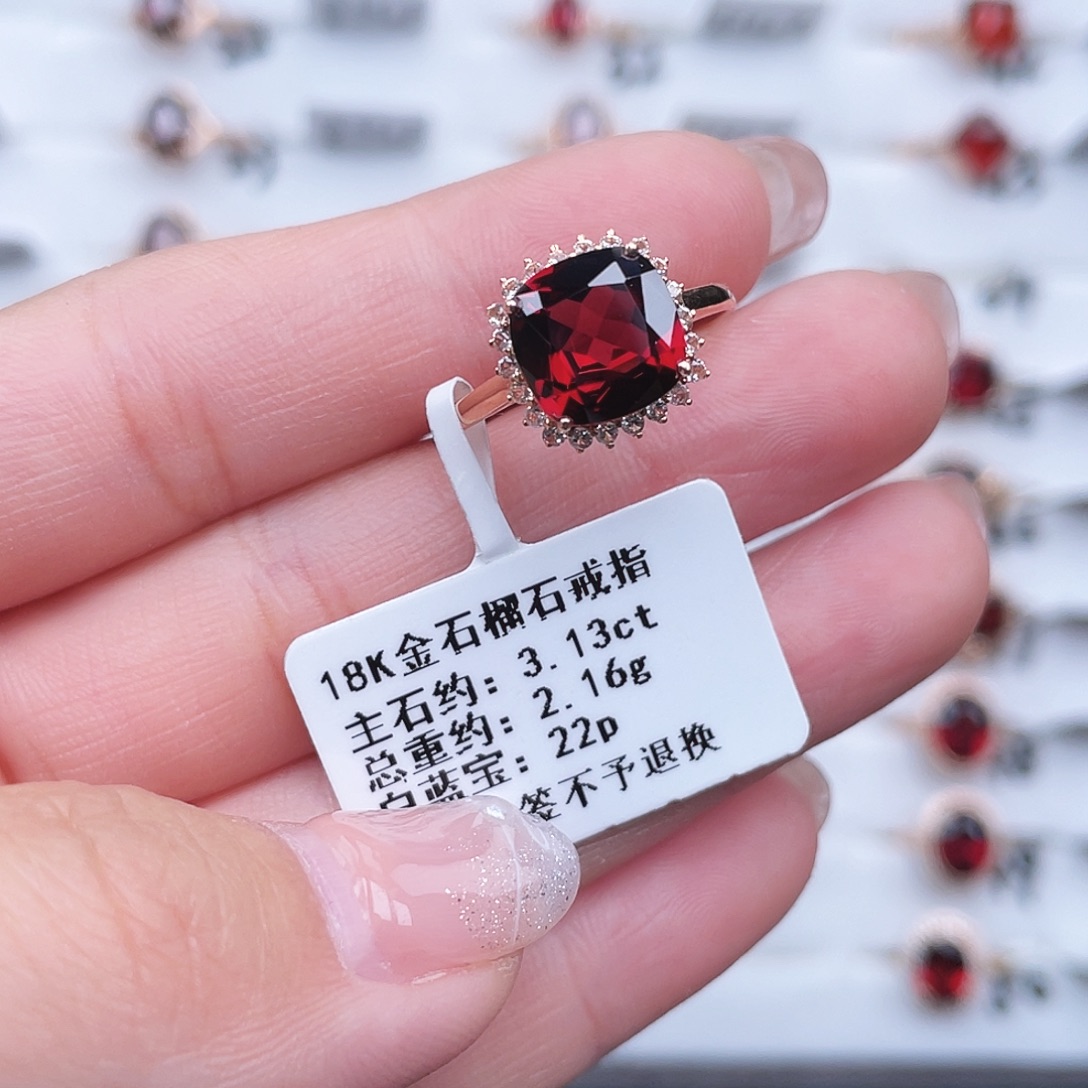 18K金石榴石戒指
主石约: 3.13ct
总重约: 2.16g
白蓝宝: 22p
签不予退换